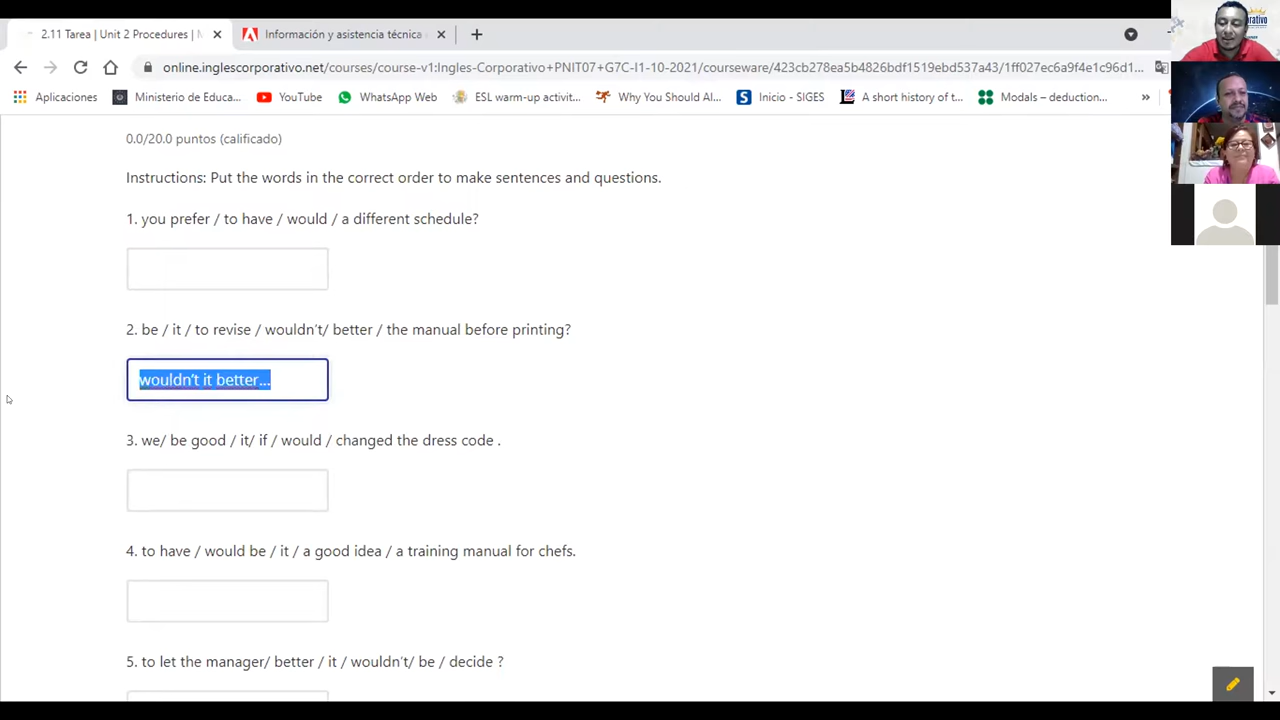 2.11 Tarea | Unit 2 Procedures |
Información y asistencia técnica
online.inglescorporativo.net/courses/course-v1:Ingles-Corporativo+PNIT07+G7C-I1-10-2021/courseware/423cb278ea5b4826bdf1519ebd537a43/1ff027ec6a9f4e1c96d1...
Aplicaciones Ministerio de Educa... YouTube WhatsApp Web ESL warm-up activit... Why You Should Al... Inicio - SIGES A short history of t... Modals – deduction... »
0.0/20.0 puntos (calificado)
Instructions: Put the words in the correct order to make sentences and questions.
1. you prefer / to have / would / a different schedule?
2. be / it / to revise / wouldn't/ better / the manual before printing?
wouldn't it better...
3. we/ be good / it/ if / would / changed the dress code .
4. to have / would be / it / a good idea / a training manual for chefs.
5. to let the manager/ better / it / wouldn't/ be / decide ?